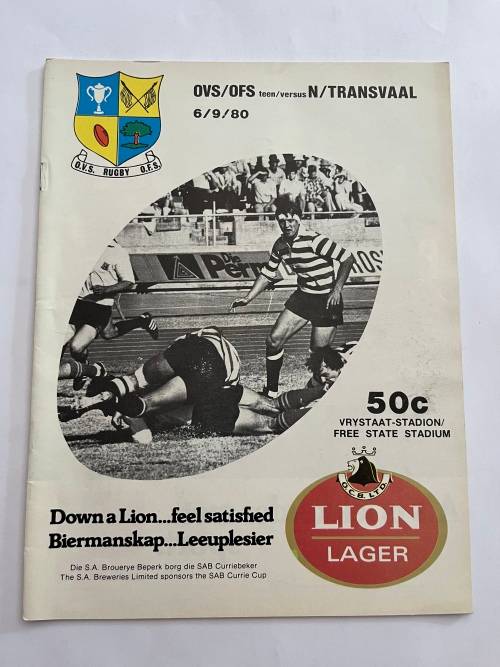 OVS/OFS teen/versus N/TRANSVAAL
6/9/80
O.V.S. RUGBY O.F.S.
Die Perm
50c
VRYSTAAT-STADION/
FREE STATE STADIUM
Down a Lion...feel satisfied
Biermanskap...Leeuplesier
Die S.A. Brouerye Beperk borg die SAB Curriebeker
The S.A. Breweries Limited sponsors the SAB Currie Cup
O.C.B. LTD.
LION
LAGER